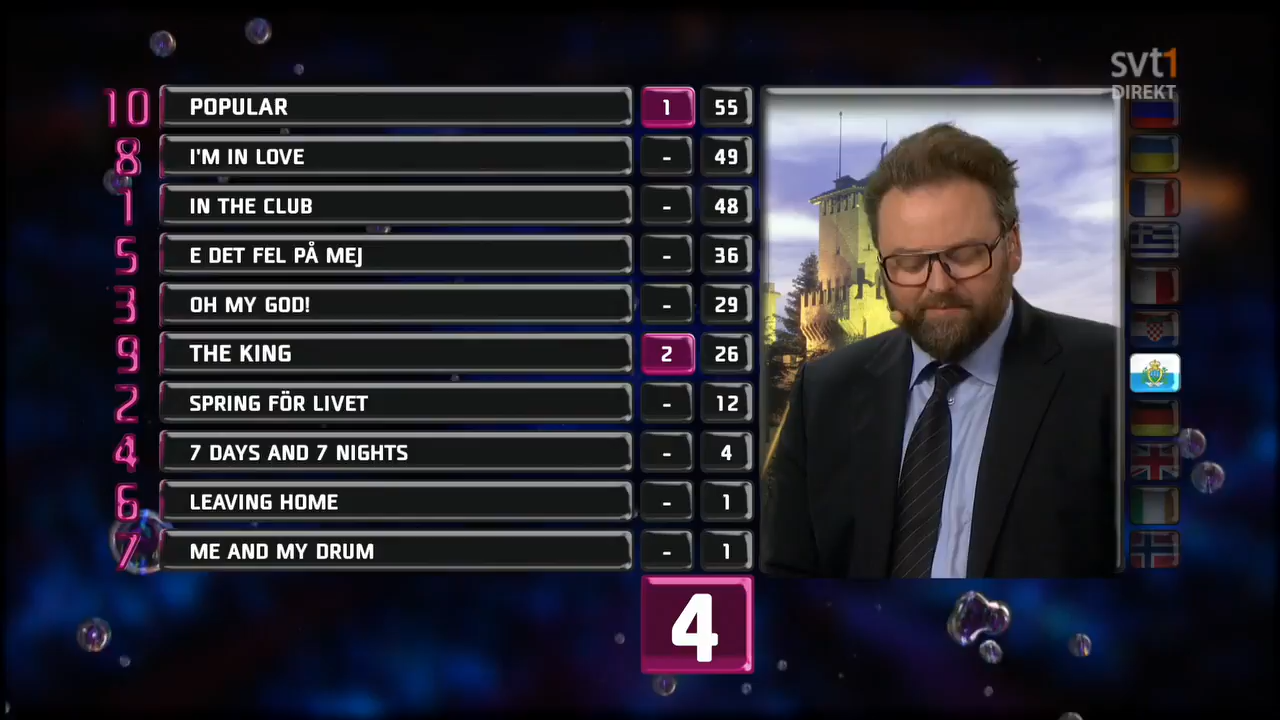 svt1
DIREKT
10 POPULAR 1 55
8 I'M IN LOVE - 49
1 IN THE CLUB - 48
5 E DET FEL PÅ MEJ - 36
3 OH MY GOD! - 29
9 THE KING 2 26
2 SPRING FÖR LIVET - 12
4 7 DAYS AND 7 NIGHTS - 4
6 LEAVING HOME - 1
7 ME AND MY DRUM - 1
4